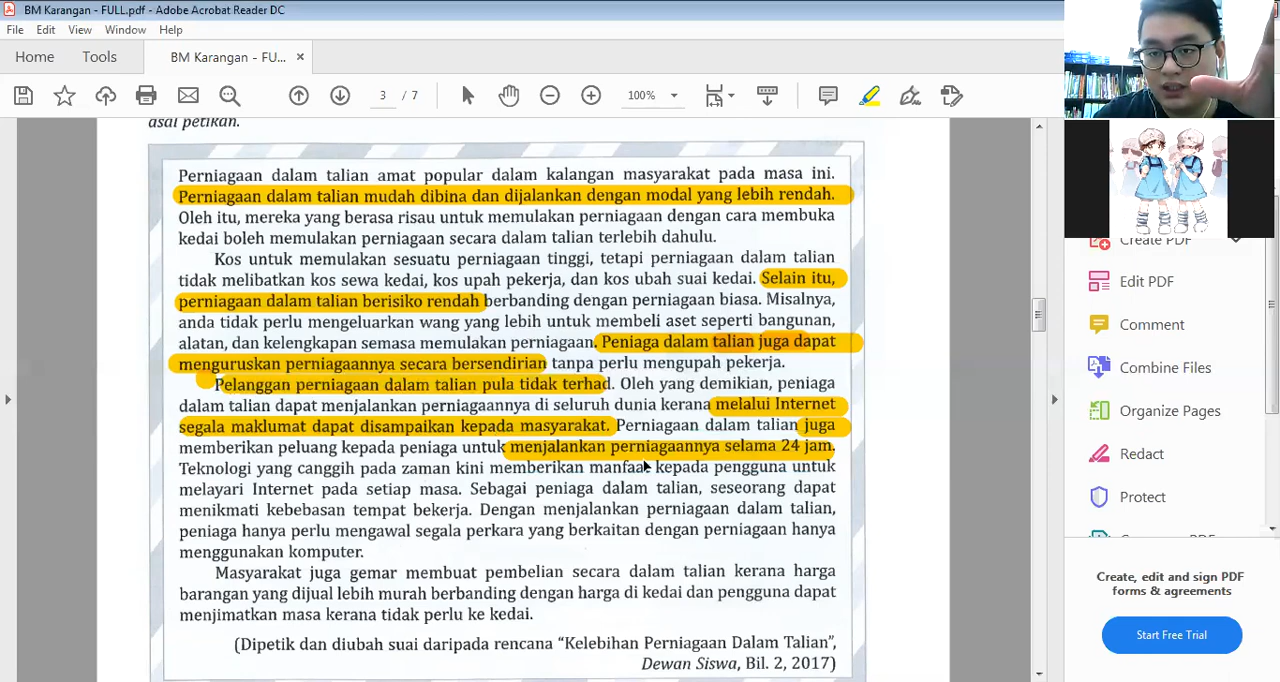 BM Karangan - FULL.pdf - Adobe Acrobat Reader DC
File Edit View Window Help
Home Tools BM Karangan - FU... ×
3 / 7 100%
asal petikan.
Perniagaan dalam talian amat popular dalam kalangan masyarakat pada masa ini.
Perniagaan dalam talian mudah dibina dan dijalankan dengan modal yang lebih rendah.
Oleh itu, mereka yang berasa risau untuk memulakan perniagaan dengan cara membuka
kedai boleh memulakan perniagaan secara dalam talian terlebih dahulu.
Kos untuk memulakan sesuatu perniagaan tinggi, tetapi perniagaan dalam talian
tidak melibatkan kos sewa kedai, kos upah pekerja, dan kos ubah suai kedai. Selain itu,
perniagaan dalam talian berisiko rendah berbanding dengan perniagaan biasa. Misalnya,
anda tidak perlu mengeluarkan wang yang lebih untuk membeli aset seperti bangunan,
alatan, dan kelengkapan semasa memulakan perniagaan. Peniaga dalam talian juga dapat
menguruskan perniagaannya secara bersendirian tanpa perlu mengupah pekerja.
Pelanggan perniagaan dalam talian pula tidak terhad. Oleh yang demikian, peniaga
dalam talian dapat menjalankan perniagaannya di seluruh dunia kerana melalui Internet
segala maklumat dapat disampaikan kepada masyarakat. Perniagaan dalam talian juga
memberikan peluang kepada peniaga untuk menjalankan perniagaannya selama 24 jam.
Teknologi yang canggih pada zaman kini memberikan manfaat kepada pengguna untuk
melayari Internet pada setiap masa. Sebagai peniaga dalam talian, seseorang dapat
menikmati kebebasan tempat bekerja. Dengan menjalankan perniagaan dalam talian,
peniaga hanya perlu mengawal segala perkara yang berkaitan dengan perniagaan hanya
menggunakan komputer.
Masyarakat juga gemar membuat pembelian secara dalam talian kerana harga
barangan yang dijual lebih murah berbanding dengan harga di kedai dan pengguna dapat
menjimatkan masa kerana tidak perlu ke kedai.
(Dipetik dan diubah suai daripada rencana “Kelebihan Perniagaan Dalam Talian”,
Dewan Siswa, Bil. 2, 2017)
Create PDF
Edit PDF
Comment
Combine Files
Organize Pages
Redact
Protect
Create, edit and sign PDF
forms & agreements
Start Free Trial